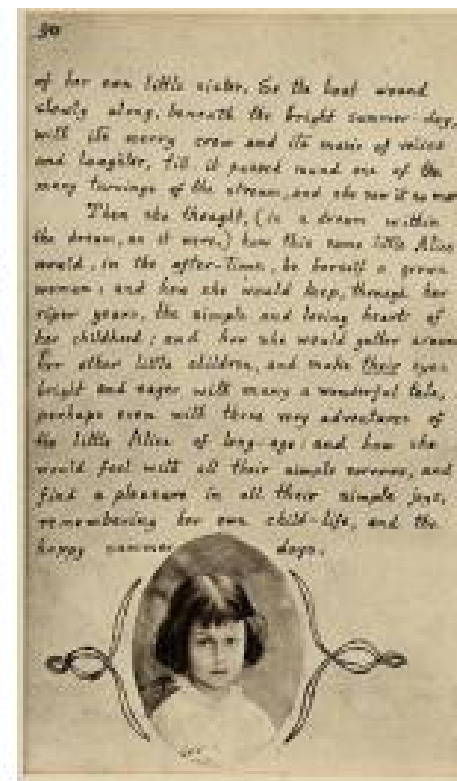 90
of her own little sister. So the boat wound
slowly along, beneath the bright summer-day,
with its merry crew and its music of voices
and laughter, till it passed round one of the
many turnings of the stream, and she saw it no more
Then she thought, (in a dream within
the dream, as it were,) how this same little Alice
would, in the after-time, be herself a grown
woman: and how she would keep, through her
riper years, the simple and loving heart of
her childhood: and how she would gather around
her other little children, and make their eyes
bright and eager with many a wonderful tale,
perhaps even with these very adventures of
the little Alice of long-ago: and how she
would feel with all their simple sorrows, and
find a pleasure in all their simple joys,
remembering her own child-life, and the
happy summer days.